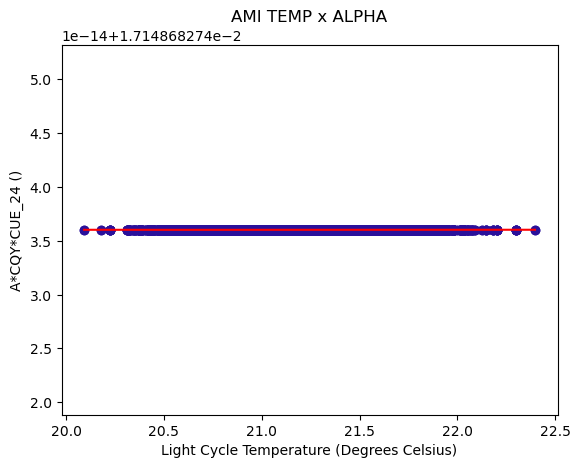 AMI TEMP x ALPHA
1e−14+1.714868274e−2
5.0
4.5
4.0
3.5
3.0
2.5
2.0
A*CQY*CUE_24 ()
20.0 20.5 21.0 21.5 22.0 22.5
Light Cycle Temperature (Degrees Celsius)